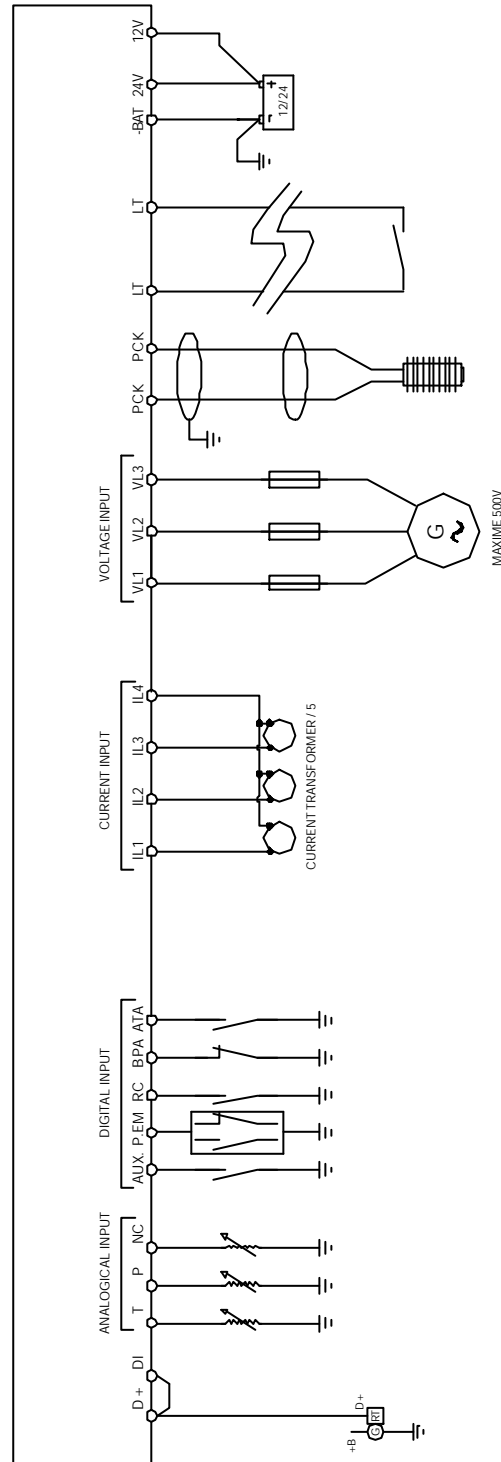 12V
24V
-BAT
+
-
12/24
LT
LT
PCK
PCK
VOLTAGE INPUT
VL3
VL2
VL1
G
MAXIME 500V
CURRENT INPUT
IL4
IL3
IL2
IL1
CURRENT TRANSFORMER / 5
DIGITAL INPUT
ATA
BPA
RC
P.EM
AUX.
ANALOGICAL INPUT
NC
P
T
DI
D +
D+
RT
G
+B